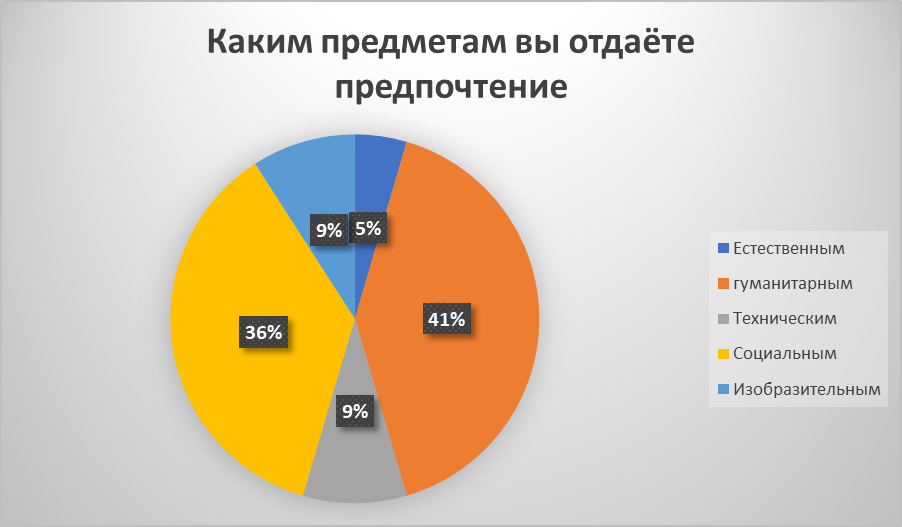 Каким предметам вы отдаёте
предпочтение
9%
5%
41%
36%
9%
Естественным
гуманитарным
Техническим
Социальным
Изобразительным